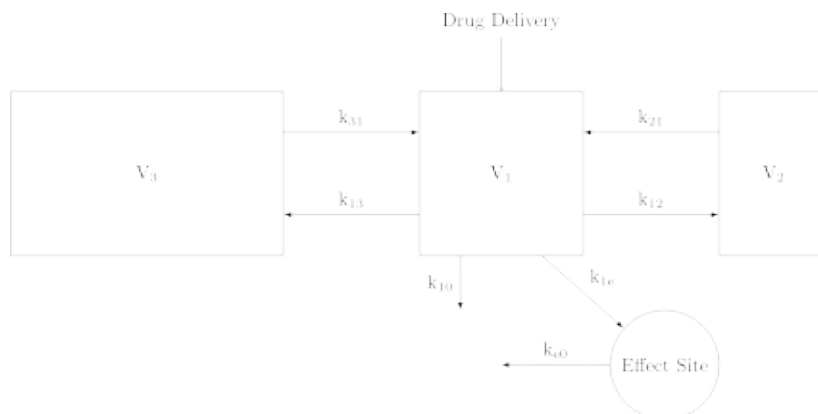 Drug Delivery
k₃₁
k₂₁
V₃
V₁
V₂
k₁₃
k₁₂
k₁₀
k₁ₑ
kₑ₀
Effect Site